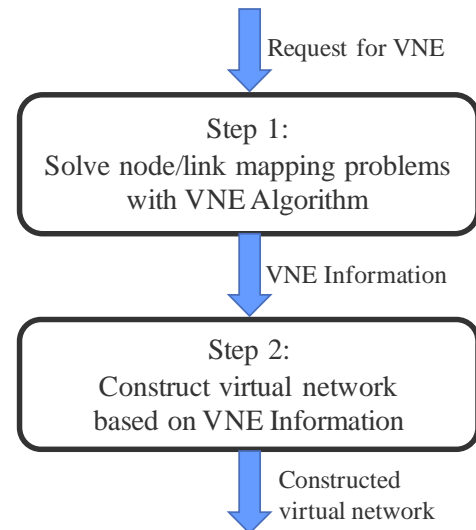 Request for VNE
Step 1:
Solve node/link mapping problems
with VNE Algorithm
VNE Information
Step 2:
Construct virtual network
based on VNE Information
Constructed
virtual network